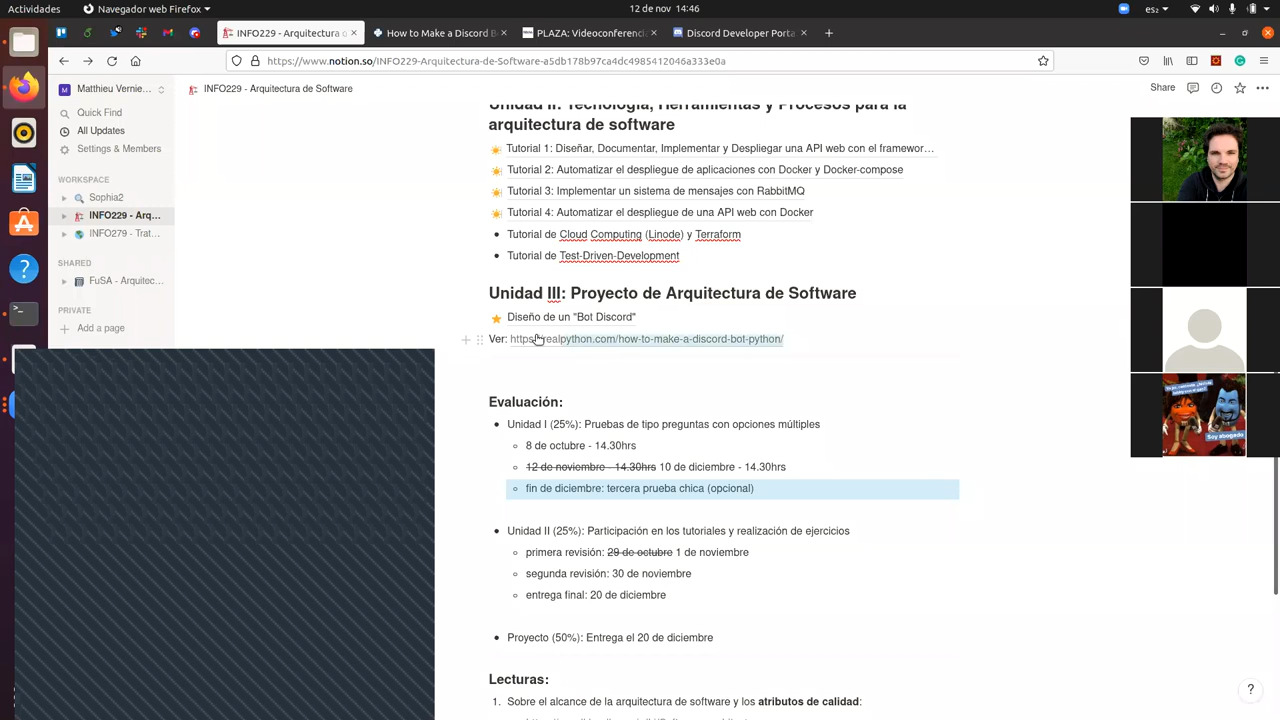 Actividades
Navegador web Firefox
12 de nov 14:46
es₂
INFO229 - Arquitectura o
How to Make a Discord B
PLAZA: Videoconferenci
Discord Developer Porta
https://www.notion.so/INFO229-Arquitectura-de-Software-a5db178b97ca4dc4985412046a333e0a
Matthieu Vernie...
INFO229 - Arquitectura de Software
Share
Quick Find
All Updates
Settings & Members
WORKSPACE
Sophia2
INFO229 - Arq...
INFO279 - Trat...
SHARED
FuSA - Arquitec...
PRIVATE
Add a page
Unidad II: Tecnología, Herramientas y Procesos para la
arquitectura de software
Tutorial 1: Diseñar, Documentar, Implementar y Despliegar una API web con el framewor...
Tutorial 2: Automatizar el despliegue de aplicaciones con Docker y Docker-compose
Tutorial 3: Implementar un sistema de mensajes con RabbitMQ
Tutorial 4: Automatizar el despliegue de una API web con Docker
Tutorial de Cloud Computing (Linode) y Terraform
Tutorial de Test-Driven-Development
Unidad III: Proyecto de Arquitectura de Software
Diseño de un "Bot Discord"
Ver: https://realpython.com/how-to-make-a-discord-bot-python/
Evaluación:
Unidad I (25%): Pruebas de tipo preguntas con opciones múltiples
8 de octubre - 14.30hrs
12 de noviembre - 14.30hrs 10 de diciembre - 14.30hrs
fin de diciembre: tercera prueba chica (opcional)
Unidad II (25%): Participación en los tutoriales y realización de ejercicios
primera revisión: 29 de octubre 1 de noviembre
segunda revisión: 30 de noviembre
entrega final: 20 de diciembre
Proyecto (50%): Entrega el 20 de diciembre
Lecturas:
1. Sobre el alcance de la arquitectura de software y los atributos de calidad:
Soy abogado
?